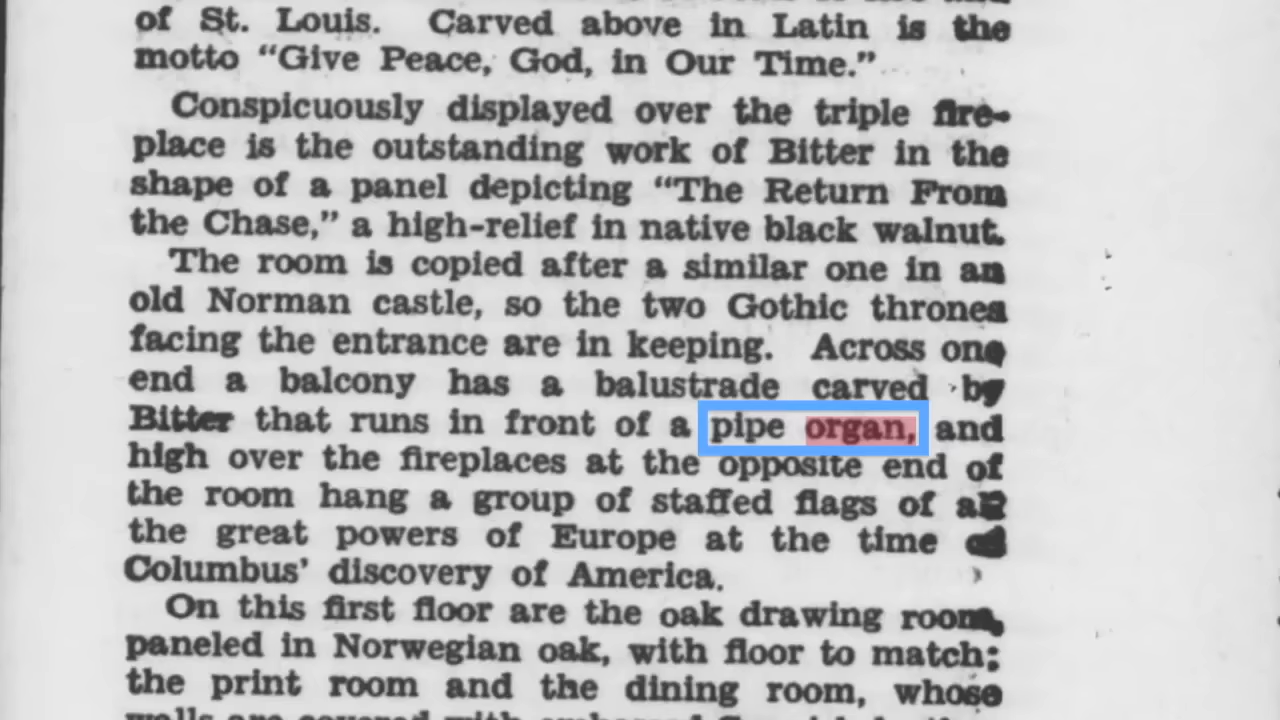 of St. Louis. Carved above in Latin is the
motto “Give Peace, God, in Our Time.”
Conspicuously displayed over the triple fire-
place is the outstanding work of Bitter in the
shape of a panel depicting “The Return From
the Chase,” a high-relief in native black walnut.
The room is copied after a similar one in an
old Norman castle, so the two Gothic thrones
facing the entrance are in keeping. Across one
end a balcony has a balustrade carved by
Bitter that runs in front of a pipe organ, and
high over the fireplaces at the opposite end of
the room hang a group of staffed flags of all
the great powers of Europe at the time of
Columbus’ discovery of America.
On this first floor are the oak drawing room,
paneled in Norwegian oak, with floor to match;
the print room and the dining room, whose
walls are covered with embossed